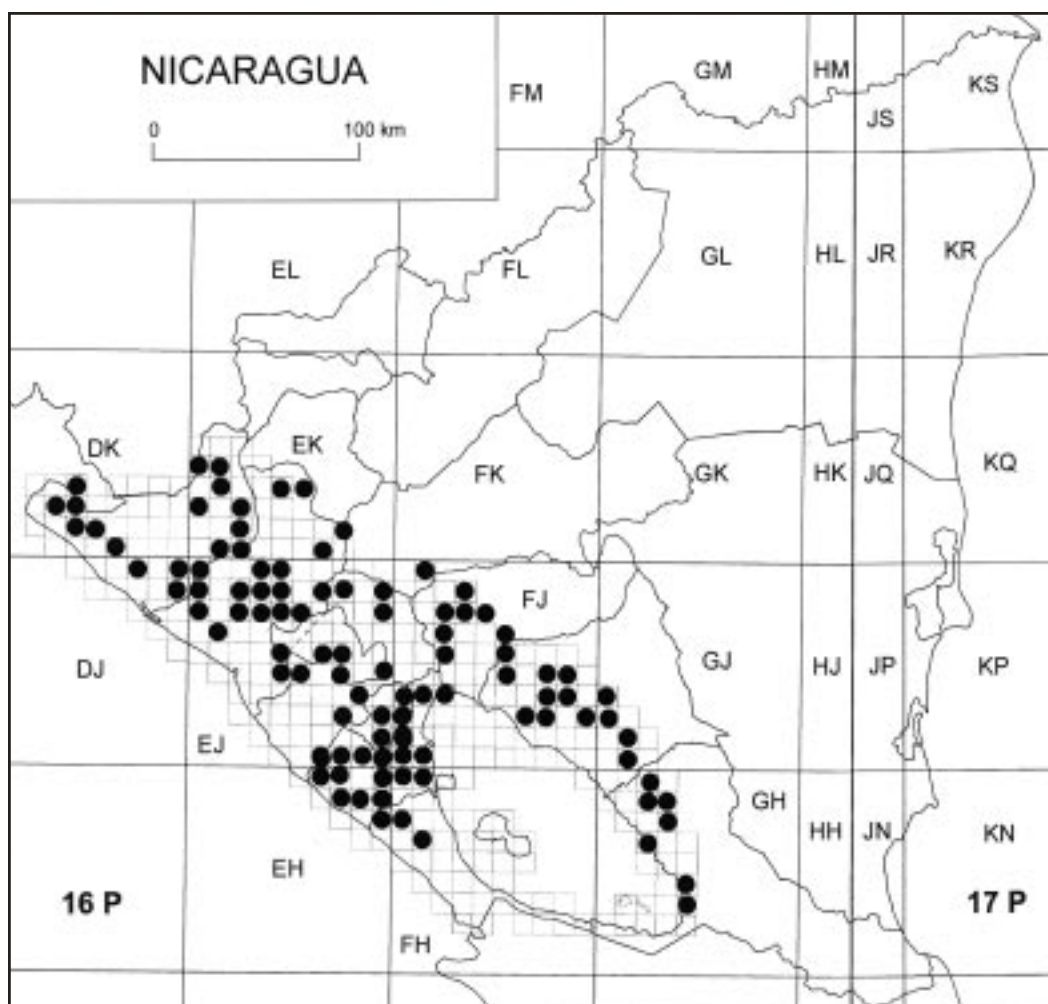 NICARAGUA
0 100 km
FM GM HM JS KS
EL FL GL HL JR KR
DK EK FK GK HK JQ KQ
DJ EJ FJ GJ HJ JP KP
EH FH GH HH JN KN
16 P 17 P